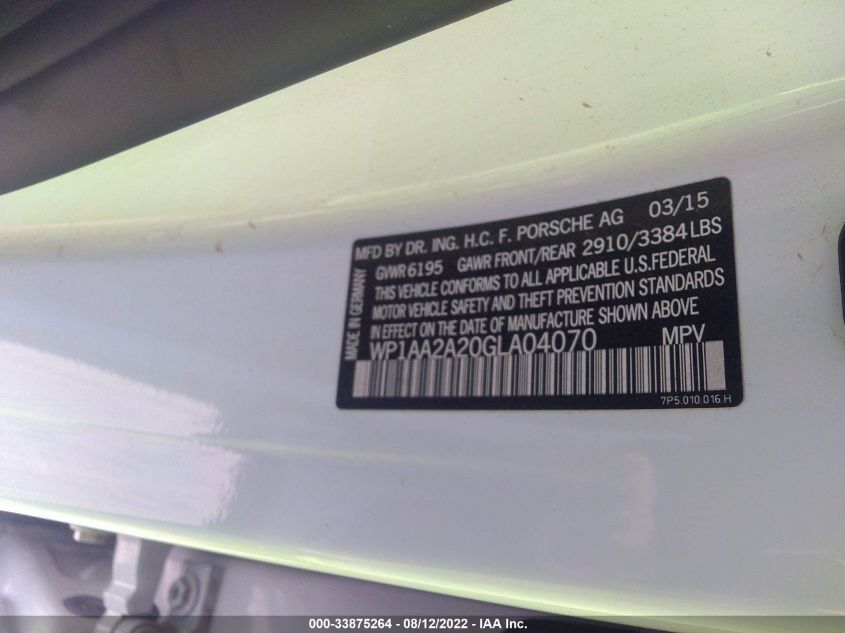 MFD BY DR. ING. H.C. F. PORSCHE AG 03/15
GVWR 6195 GAWR FRONT/REAR 2910/3384 LBS
THIS VEHICLE CONFORMS TO ALL APPLICABLE U.S.FEDERAL
MOTOR VEHICLE SAFETY AND THEFT PREVENTION STANDARDS
IN EFFECT ON THE DATE OF MANUFACTURE SHOWN ABOVE
WP1AA2A20GLA04070 MPV
MADE IN GERMANY
7P5.010.016.H
000-33875264 - 08/12/2022 - IAA Inc.